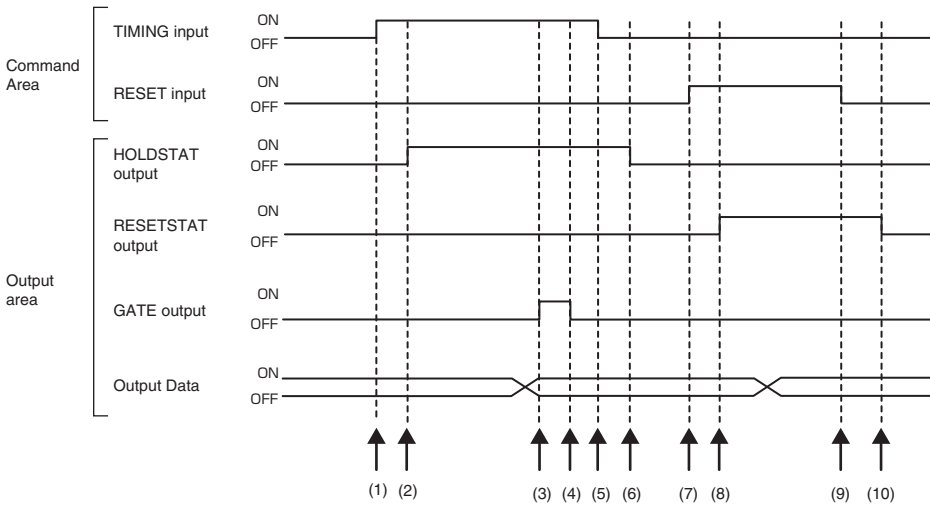 Command
Area
TIMING input
ON
OFF
RESET input
ON
OFF
Output
area
HOLDSTAT
output
ON
OFF
RESETSTAT
output
ON
OFF
GATE output
ON
OFF
Output Data
ON
OFF
(1) (2) (3) (4) (5) (6) (7) (8) (9) (10)